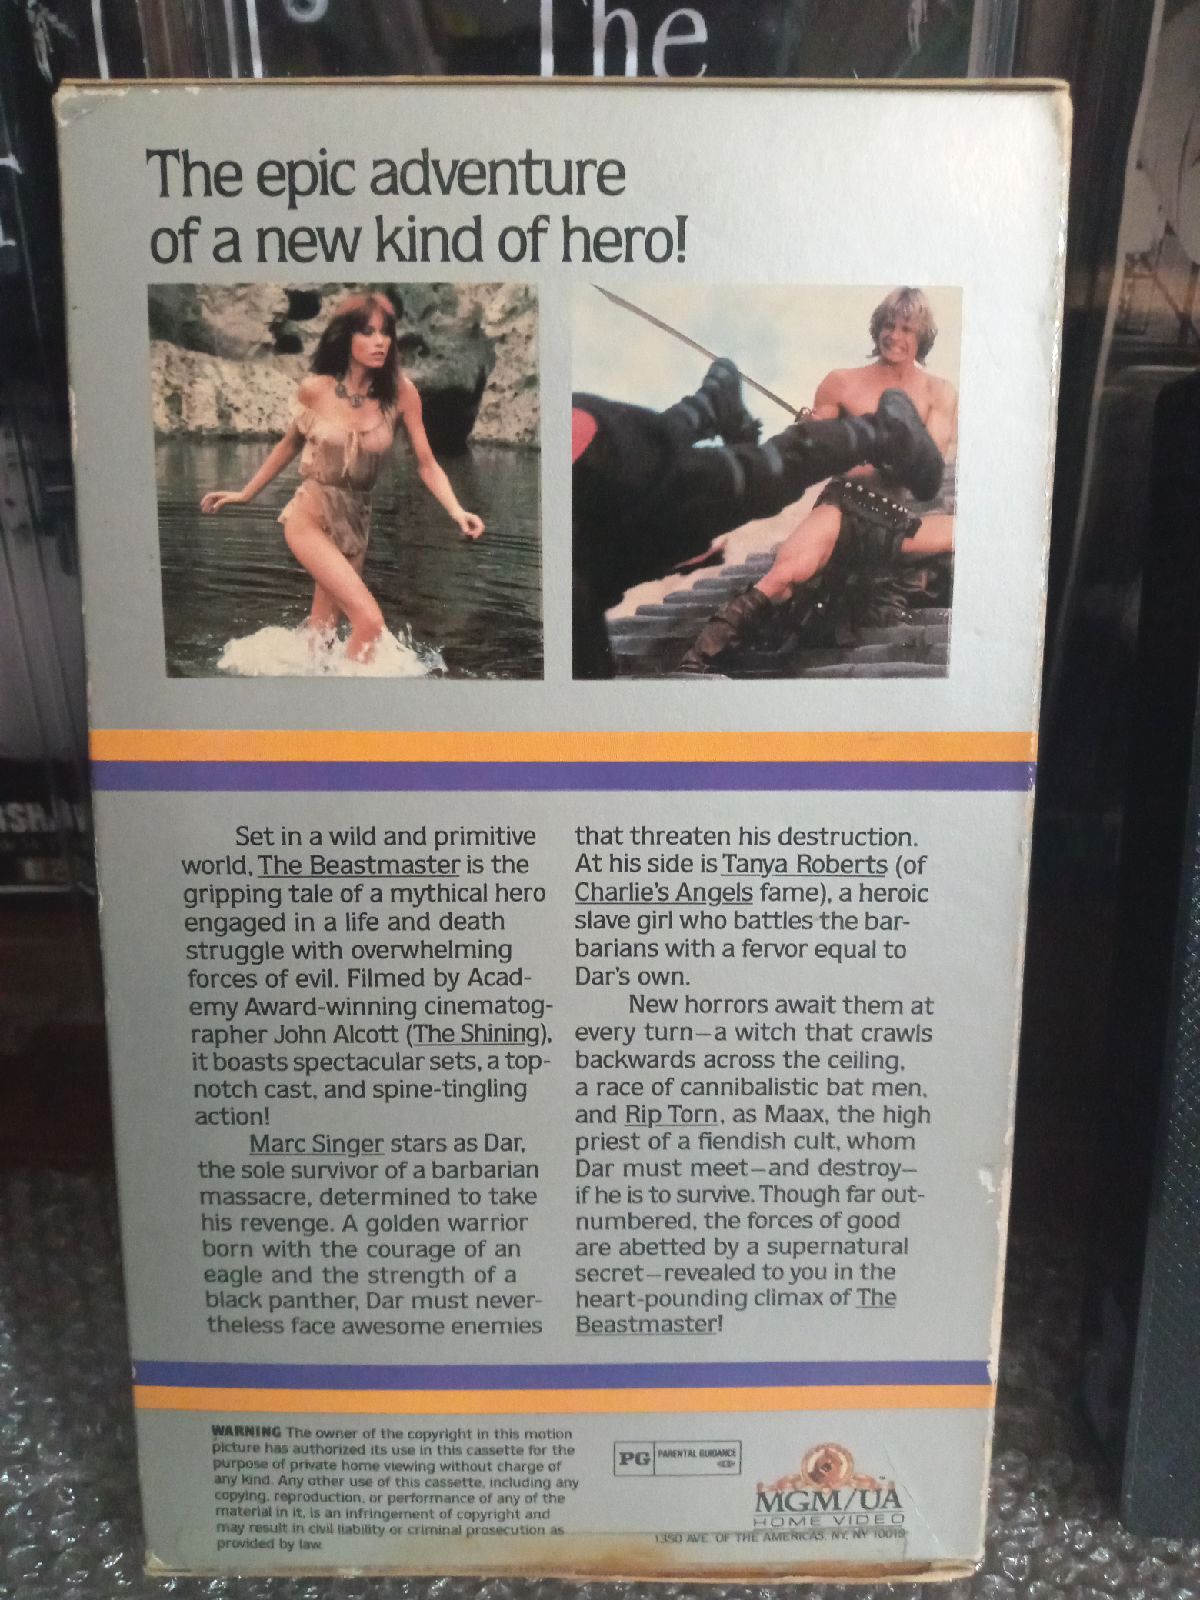 The
The epic adventure
of a new kind of hero!
Set in a wild and primitive
world, The Beastmaster is the
gripping tale of a mythical hero
engaged in a life and death
struggle with overwhelming
forces of evil. Filmed by Acad-
emy Award-winning cinematog-
rapher John Alcott (The Shining),
it boasts spectacular sets, a top-
notch cast, and spine-tingling
action!
Marc Singer stars as Dar,
the sole survivor of a barbarian
massacre, determined to take
his revenge. A golden warrior
born with the courage of an
eagle and the strength of a
black panther, Dar must never-
theless face awesome enemies
that threaten his destruction.
At his side is Tanya Roberts (of
Charlie's Angels fame), a heroic
slave girl who battles the bar-
barians with a fervor equal to
Dar's own.
New horrors await them at
every turn—a witch that crawls
backwards across the ceiling,
a race of cannibalistic bat men,
and Rip Torn, as Maax, the high
priest of a fiendish cult, whom
Dar must meet—and destroy—
if he is to survive. Though far out-
numbered, the forces of good
are abetted by a supernatural
secret—revealed to you in the
heart-pounding climax of The
Beastmaster!
WARNING The owner of the copyright in this motion
picture has authorized its use in this cassette for the
purpose of private home viewing without charge of
any kind. Any other use of this cassette, including any
copying, reproduction, or performance of any of the
material in it, is an infringement of copyright and
may result in civil liability or criminal prosecution as
provided by law.
PG PARENTAL GUIDANCE
MGM/UA
HOME VIDEO
1350 AVE. OF THE AMERICAS, NY, NY 10019